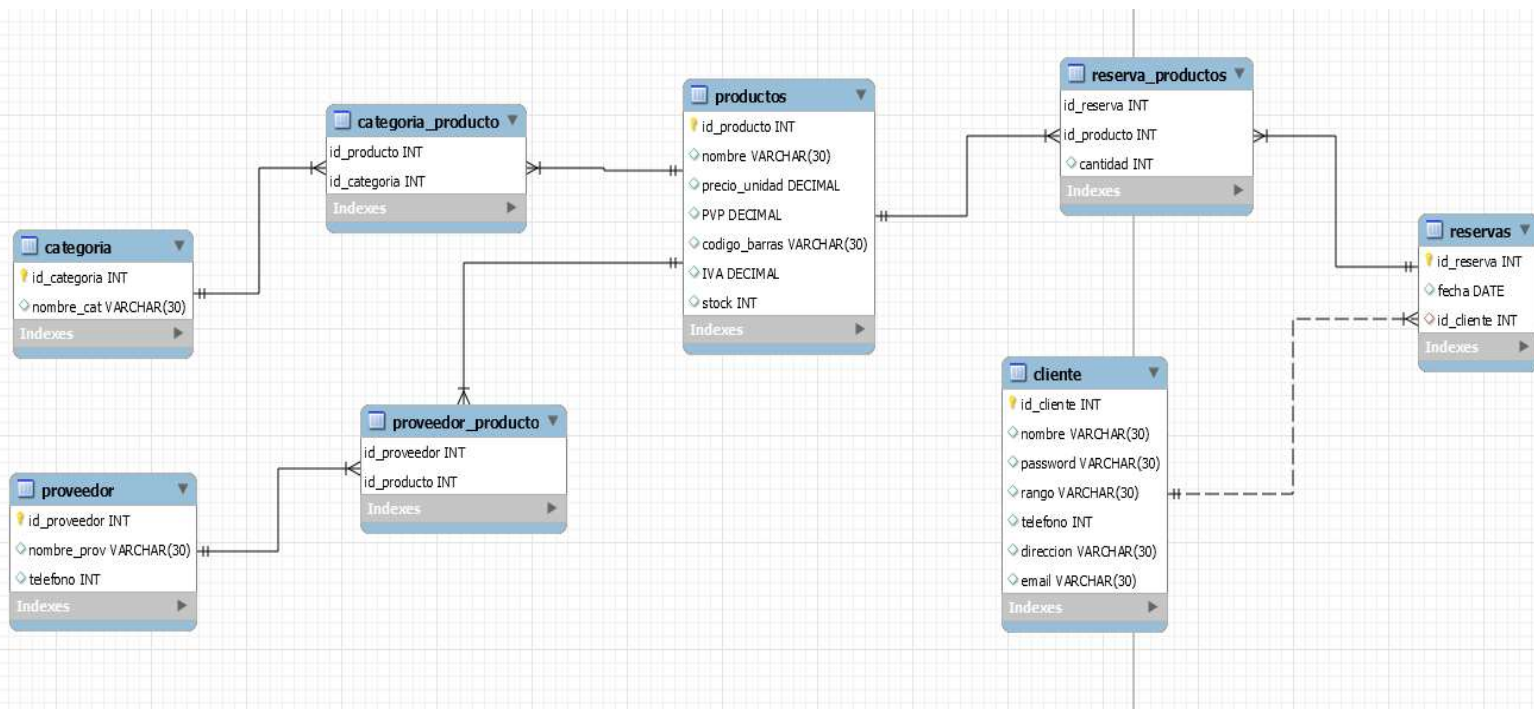 categoria_producto
id_producto INT
id_categoria INT
Indexes
productos
id_producto INT
nombre VARCHAR(30)
precio_unidad DECIMAL
PVP DECIMAL
codigo_barras VARCHAR(30)
IVA DECIMAL
stock INT
Indexes
reserva_productos
id_reserva INT
id_producto INT
cantidad INT
Indexes
categoria
id_categoria INT
nombre_cat VARCHAR(30)
Indexes
reservas
id_reserva INT
fecha DATE
id_cliente INT
Indexes
cliente
id_cliente INT
nombre VARCHAR(30)
password VARCHAR(30)
rango VARCHAR(30)
telefono INT
direccion VARCHAR(30)
email VARCHAR(30)
Indexes
proveedor_producto
id_proveedor INT
id_producto INT
Indexes
proveedor
id_proveedor INT
nombre_prov VARCHAR(30)
telefono INT
Indexes